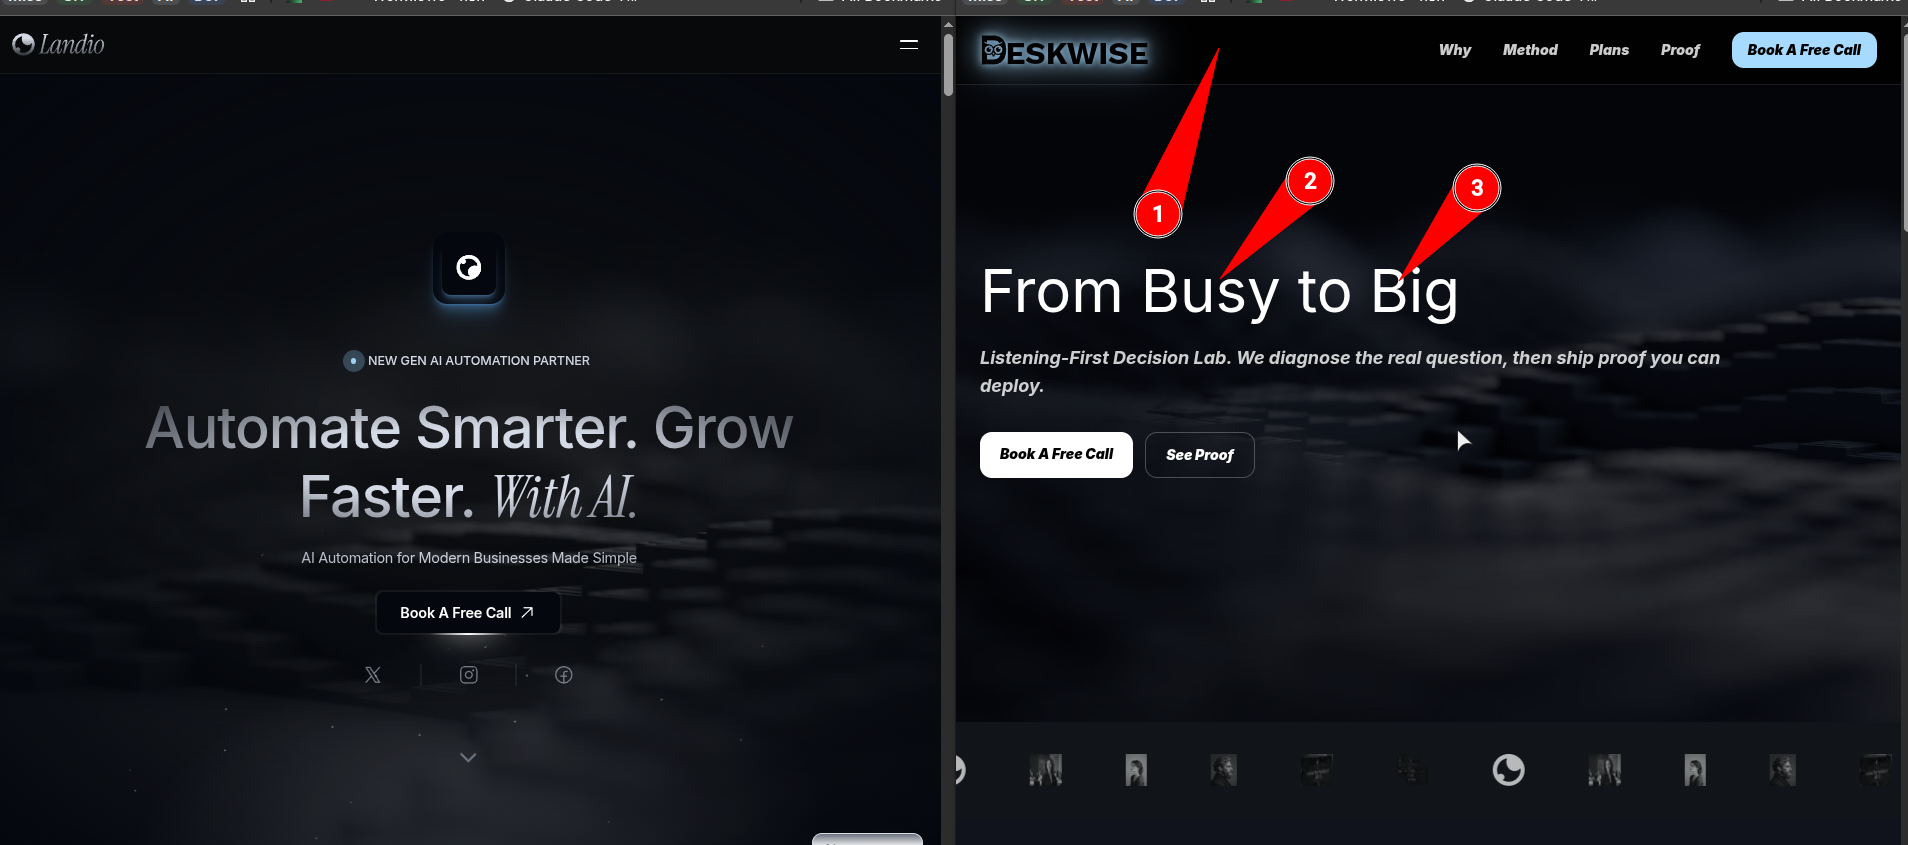 Landio
NEW GEN AI AUTOMATION PARTNER
Automate Smarter. Grow
Faster. With AI.
AI Automation for Modern Businesses Made Simple
Book A Free Call
DESKWISE
Why
Method
Plans
Proof
Book A Free Call
1
2
3
From Busy to Big
Listening-First Decision Lab. We diagnose the real question, then ship proof you can
deploy.
Book A Free Call
See Proof